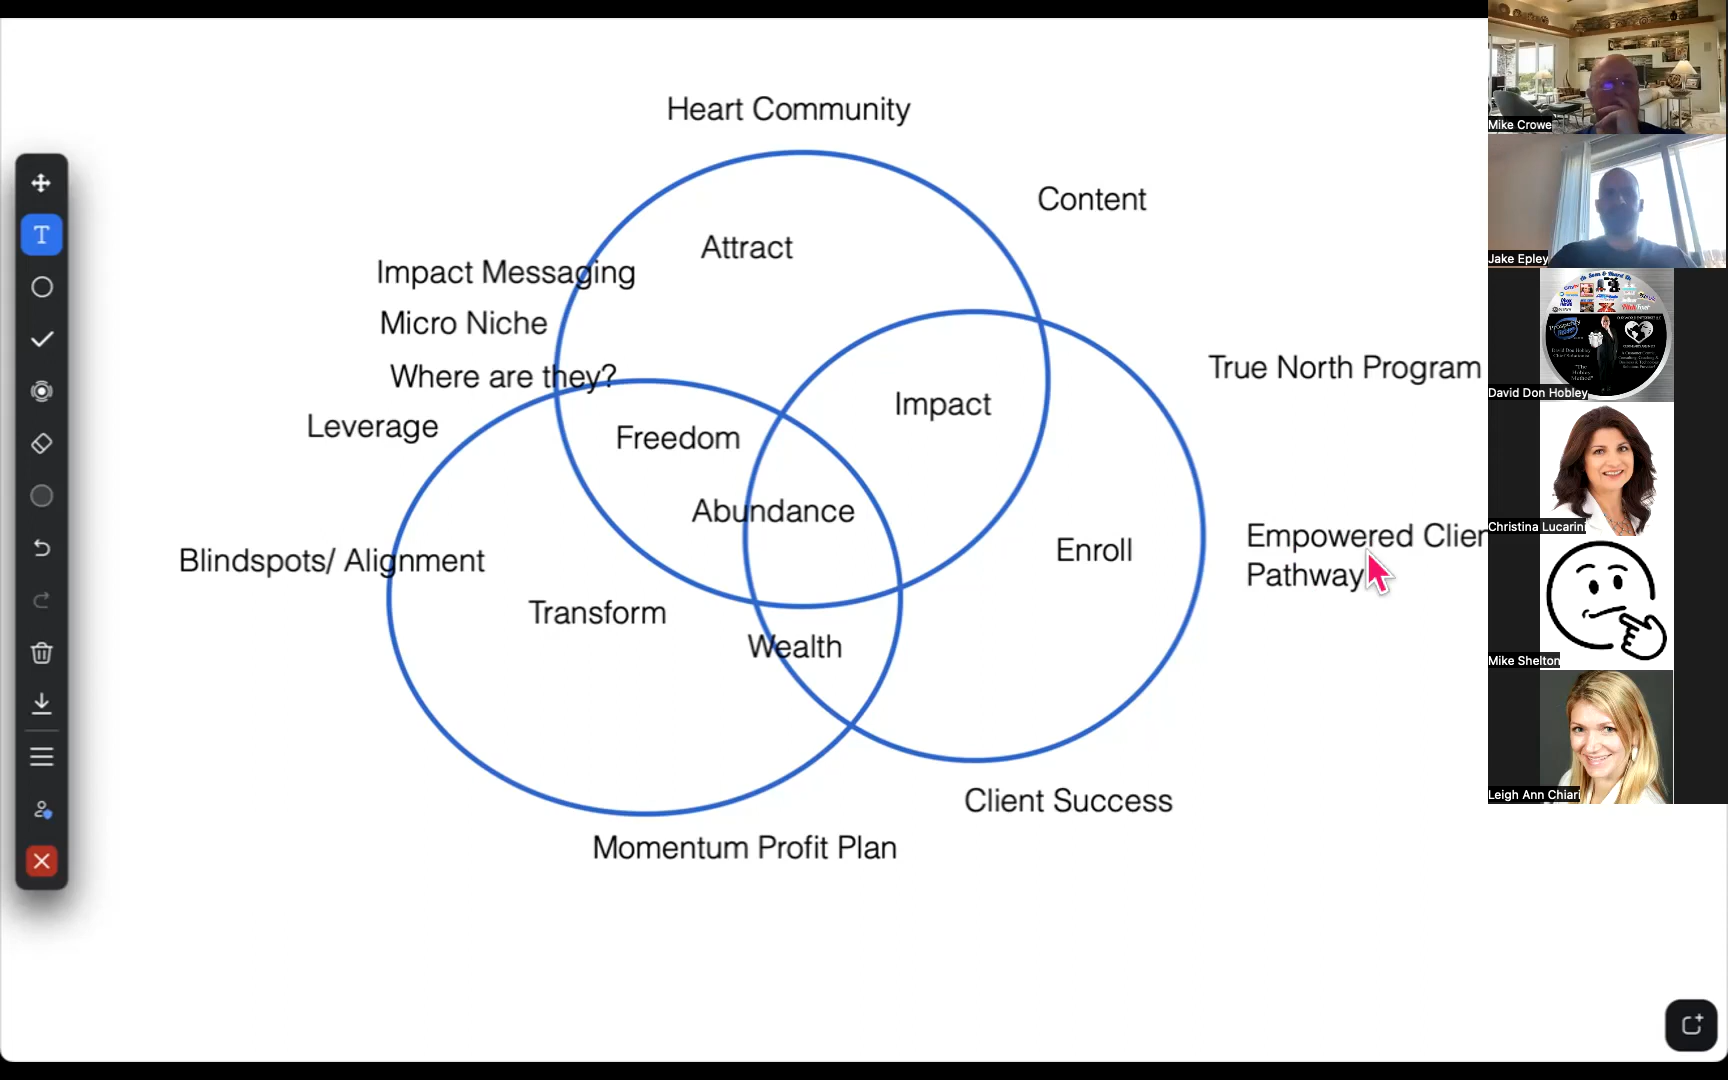 Heart Community
Content
Attract
Impact Messaging
Micro Niche
Where are they?
Leverage
True North Program
Impact
Freedom
Abundance
Empowered Clien
Pathway
Enroll
Blindspots/ Alignment
Transform
Wealth
Client Success
Momentum Profit Plan
T
Mike Crowe
Jake Epley
David Don Hobley
Christina Lucarini
Mike Shelton
Leigh Ann Chiari